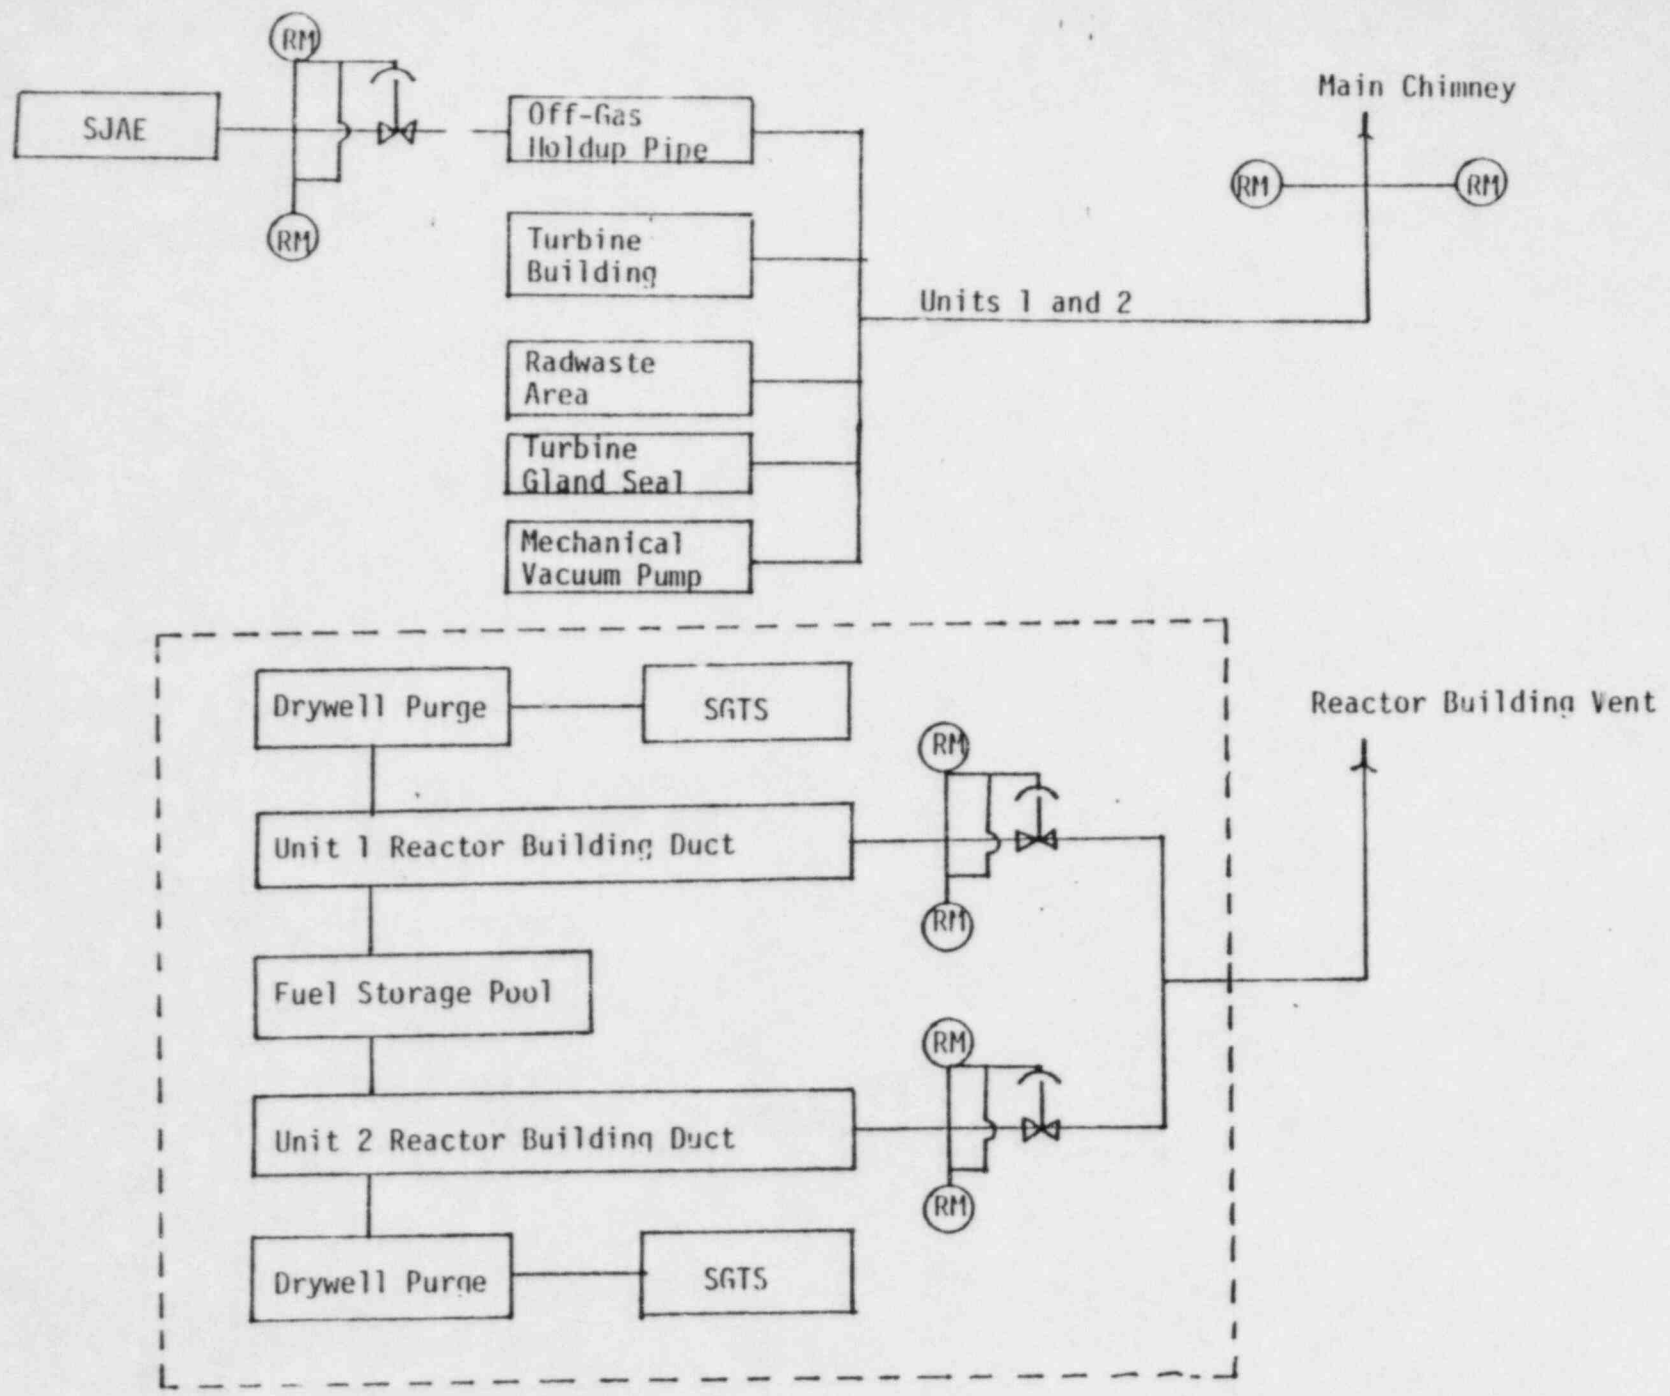 RM
SJAE
Off-Gas
Holdup Pipe
RM
Main Chimney
RM
RM
Turbine
Building
Units 1 and 2
Radwaste
Area
Turbine
Gland Seal
Mechanical
Vacuum Pump
Drywell Purge
SGTS
Reactor Building Vent
RM
Unit 1 Reactor Building Duct
RM
Fuel Storage Pool
RM
Unit 2 Reactor Building Duct
RM
Drywell Purge
SGTS